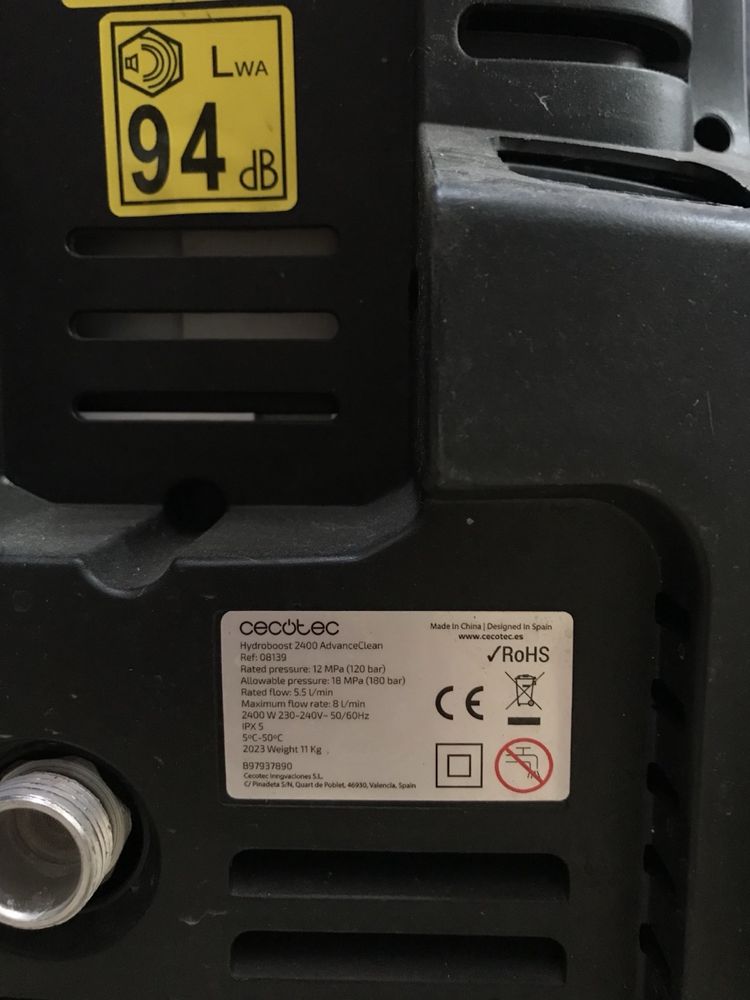 LWA
94 dB
cecotec
Hydroboost 2400 AdvanceClean
Ref: 08139
Rated pressure: 12 MPa (120 bar)
Allowable pressure: 18 MPa (180 bar)
Rated flow: 5.5 l/min
Maximum flow rate: 8 l/min
2400 W 230-240V~ 50/60Hz
IPX 5
5ºC-50ºC
2023 Weight 11 Kg
B97937890
Cecotec Innovaciones S.L.
C/ Pinadeta S/N, Quart de Poblet, 46930, Valencia, Spain
Made In China | Designed In Spain
www.cecotec.es
✓RoHS
CE